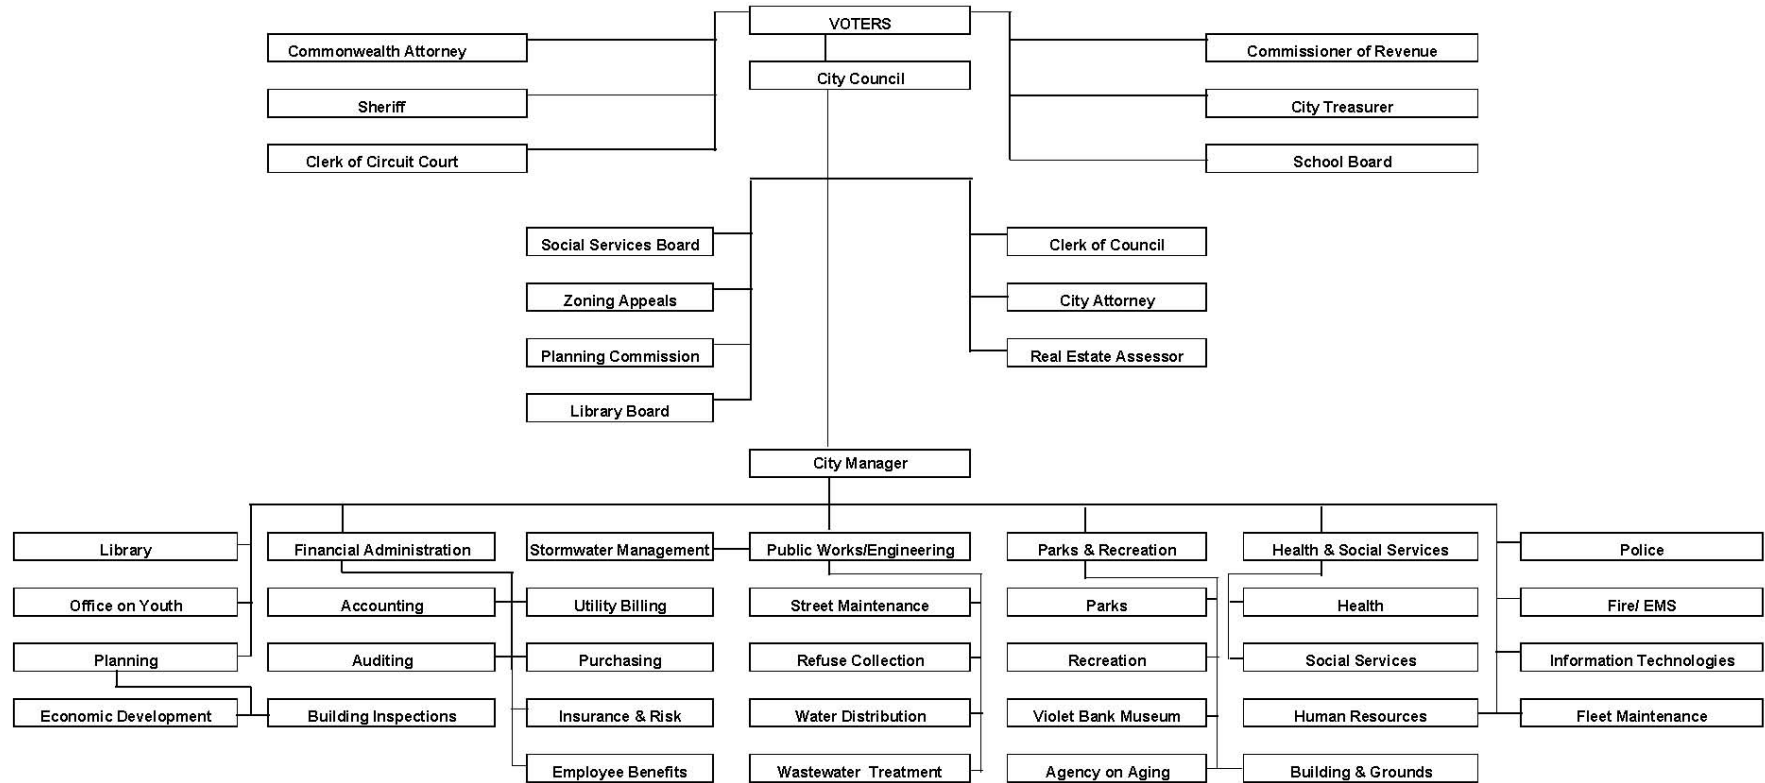 VOTERS
Commonwealth Attorney
Commissioner of Revenue
City Council
Sheriff
City Treasurer
Clerk of Circuit Court
School Board
Social Services Board
Clerk of Council
Zoning Appeals
City Attorney
Planning Commission
Real Estate Assessor
Library Board
City Manager
Library
Financial Administration
Stormwater Management
Public Works/Engineering
Parks & Recreation
Health & Social Services
Police
Office on Youth
Accounting
Utility Billing
Street Maintenance
Parks
Health
Fire/ EMS
Planning
Auditing
Purchasing
Refuse Collection
Recreation
Social Services
Information Technologies
Economic Development
Building Inspections
Insurance & Risk
Water Distribution
Violet Bank Museum
Human Resources
Fleet Maintenance
Employee Benefits
Wastewater Treatment
Agency on Aging
Building & Grounds